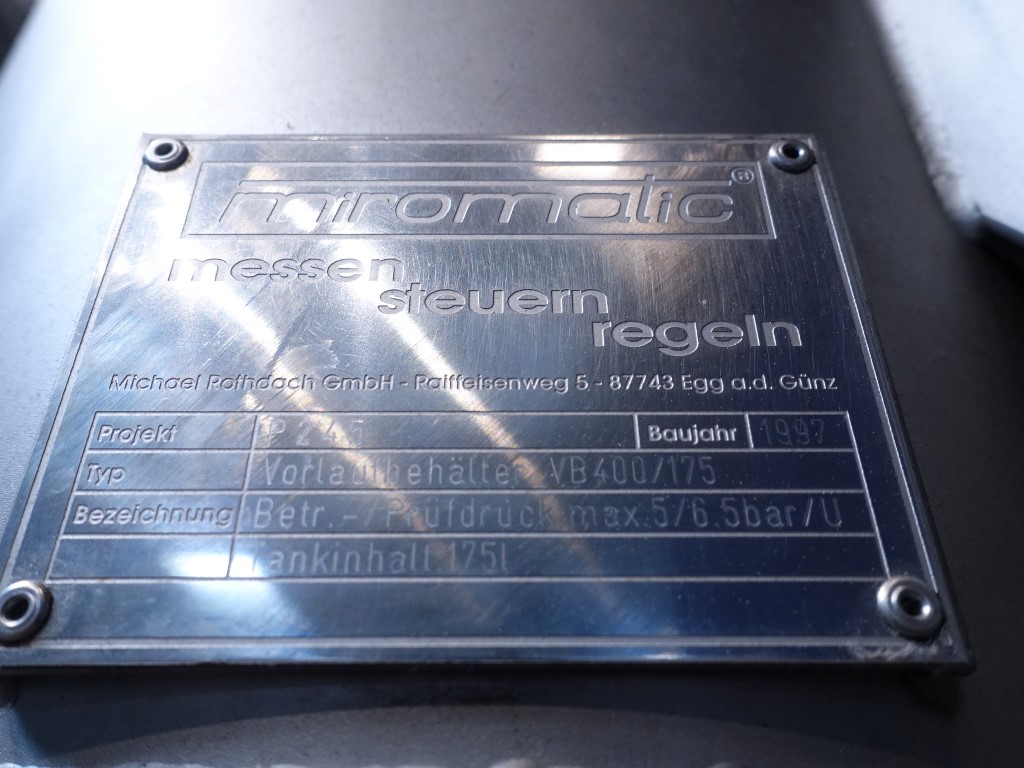 miromatic®
messen
steuern
regeln
Michael Rothdach GmbH - Raiffeisenweg 5 - 87743 Egg a.d. Günz
Projekt P245 Baujahr 1997
Typ Vorlaufbehälter VB400/175
Bezeichnung Betr.-/Prüfdruck max.5/6.5bar/Ü
Tankinhalt 175l